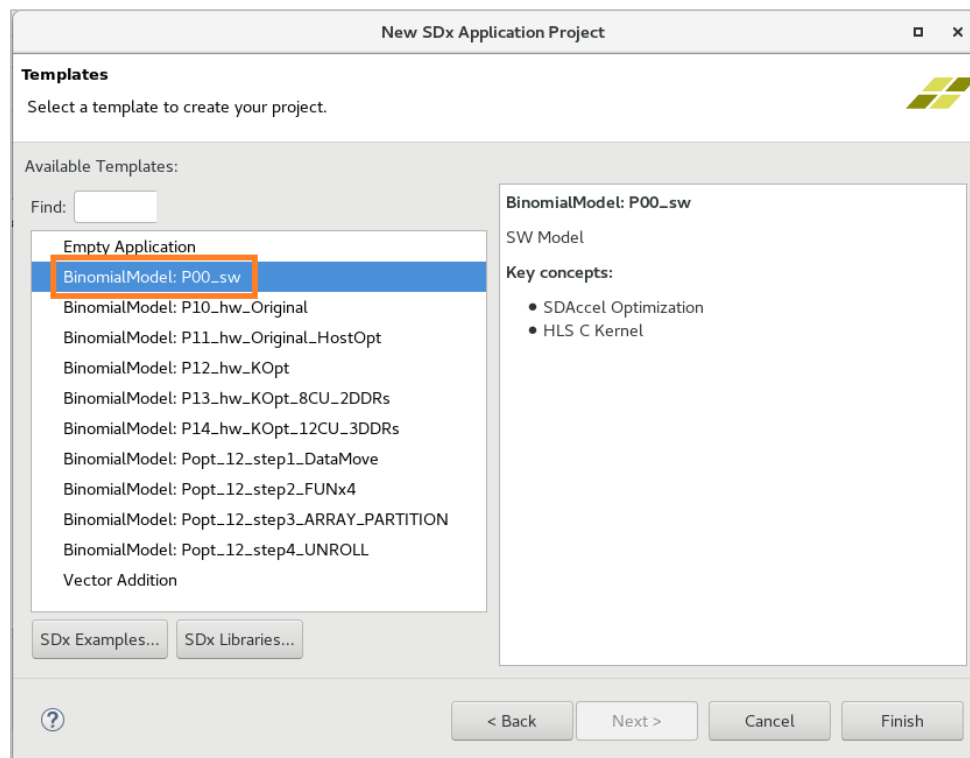 New SDx Application Project
Templates
Select a template to create your project.
Available Templates:
Find:
Empty Application
BinomialModel: P00_sw
BinomialModel: P10_hw_Original
BinomialModel: P11_hw_Original_HostOpt
BinomialModel: P12_hw_KOpt
BinomialModel: P13_hw_KOpt_8CU_2DDRs
BinomialModel: P14_hw_KOpt_12CU_3DDRs
BinomialModel: Popt_12_step1_DataMove
BinomialModel: Popt_12_step2_FUNx4
BinomialModel: Popt_12_step3_ARRAY_PARTITION
BinomialModel: Popt_12_step4_UNROLL
Vector Addition
SDx Examples...
SDx Libraries...
BinomialModel: P00_sw
SW Model
Key concepts:
● SDAccel Optimization
● HLS C Kernel
?
< Back
Next >
Cancel
Finish